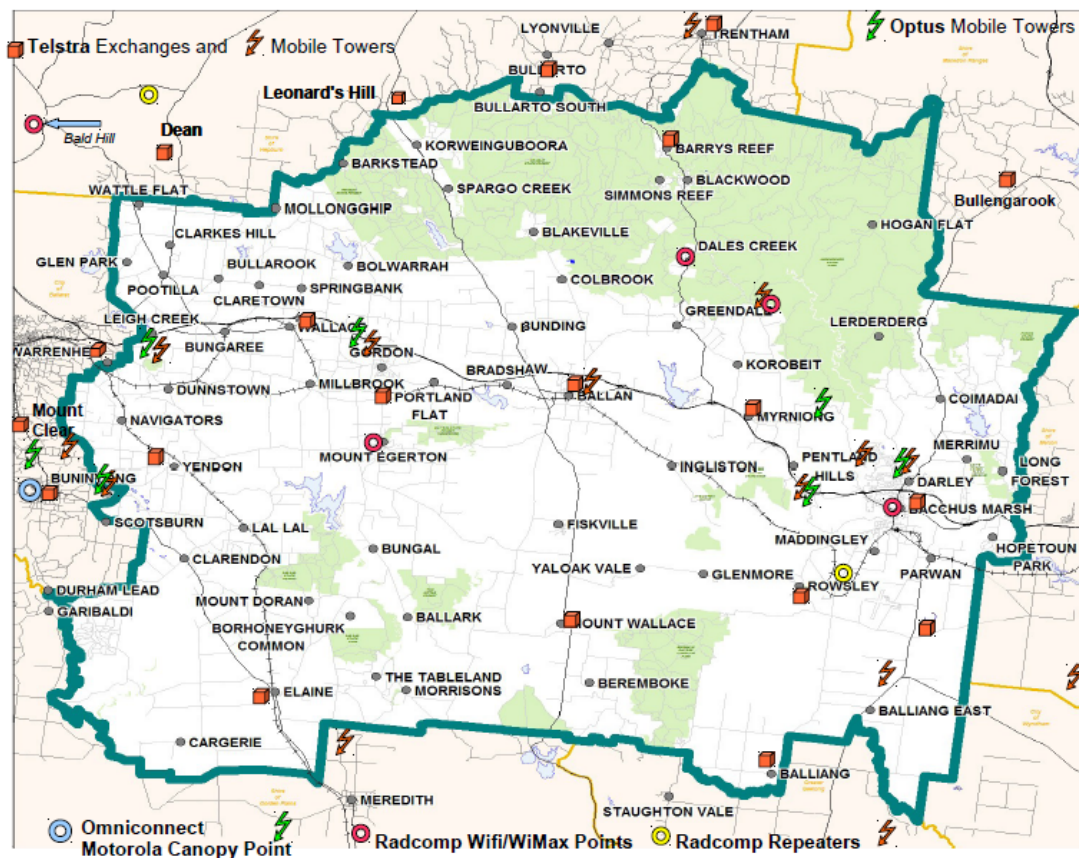 LYONVILLE
TRENTHAM
Optus Mobile Towers
Telstra Exchanges and
Mobile Towers
BULLARTO
Leonard's Hill
BULLARTO SOUTH
Bald Hill
Dean
KORWEINGUBOORA
BARRYS REEF
BARKSTEAD
WATTLE FLAT
SPARGO CREEK
SIMMONS REEF
BLACKWOOD
Bullengarook
MOLLONGGHIP
BLAKEVILLE
HOGAN FLAT
CLARKES HILL
DALES CREEK
GLEN PARK
BULLAROOK
BOLWARRAH
POOTILLA
CLARETOWN
SPRINGBANK
COLBROOK
LEIGH CREEK
WALLACE
BUNDING
GREENDALE
LERDERDERG
BUNGAREE
GORDON
KOROBEIT
DUNNSTOWN
MILLBROOK
BRADSHAW
PORTLAND
FLAT
BALLAN
COIMADAI
Mount
Clear
NAVIGATORS
MYRNIONG
MOUNT EGERTON
YENDON
INGLISTON
PENTLAND
HILLS
MERRIMU
LONG
FOREST
DARLEY
SCOTSBURN
LAL LAL
FISKVILLE
BACCHUS MARSH
MADDINGLEY
HOPETOUN
PARK
CLARENDON
BUNGAL
YALOAK VALE
GLENMORE
ROWSLEY
PARWAN
DURHAM LEAD
GARIBALDI
MOUNT DORAN
BORHONEYGHURK
COMMON
BALLARK
MOUNT WALLACE
THE TABLELAND
ELAINE
MORRISONS
BEREMBOKE
BALLIANG EAST
CARGERIE
BALLIANG
MEREDITH
STAUGHTON VALE
Omniconnect
Motorola Canopy Point
Radcomp Wifi/WiMax Points
Radcomp Repeaters